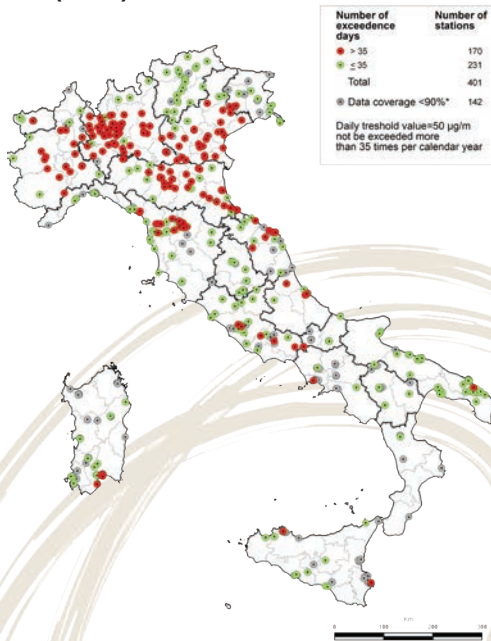 Number of exceedence days
Number of stations
> 35 170
≤ 35 231
Total 401
Data coverage <90%* 142
Daily treshold value=50 µg/m
not be exceeded more
than 35 times per calendar year
Km
0 100 200 300